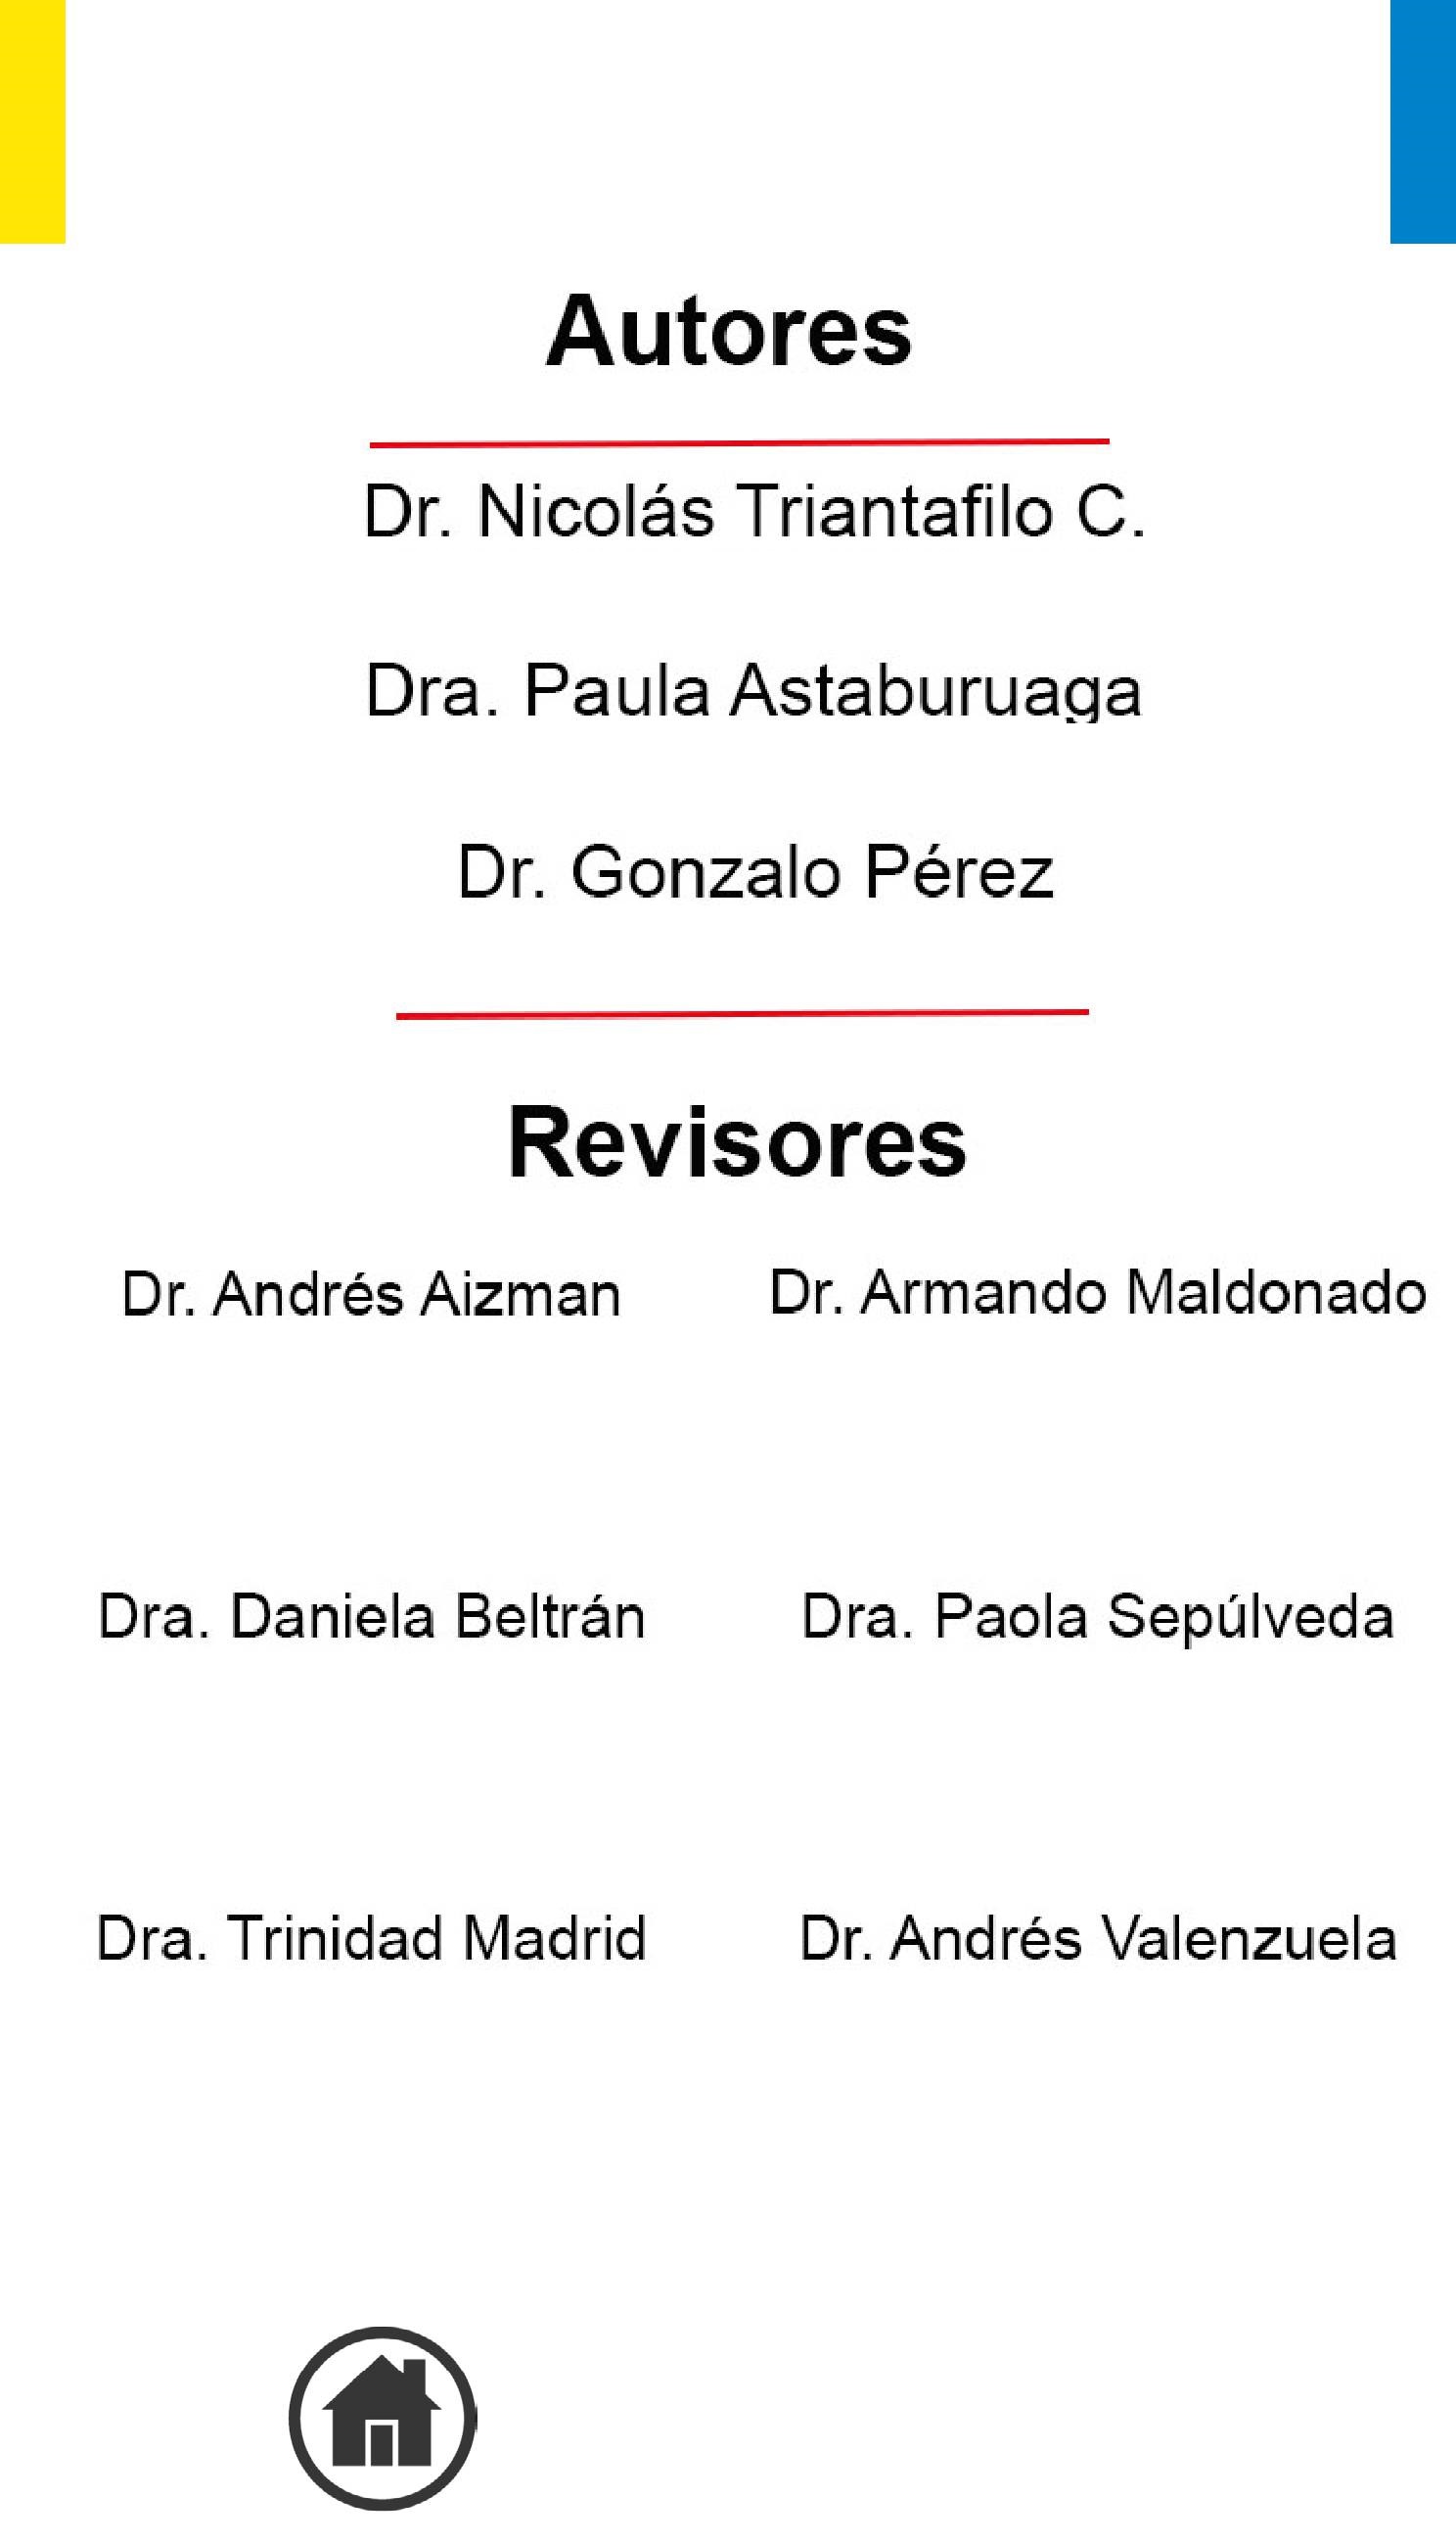 Autores
Dr. Nicolás Triantafilo C.
Dra. Paula Astaburuaga
Dr. Gonzalo Pérez
Revisores
Dr. Andrés Aizman
Dr. Armando Maldonado
Dra. Daniela Beltrán
Dra. Paola Sepúlveda
Dra. Trinidad Madrid
Dr. Andrés Valenzuela